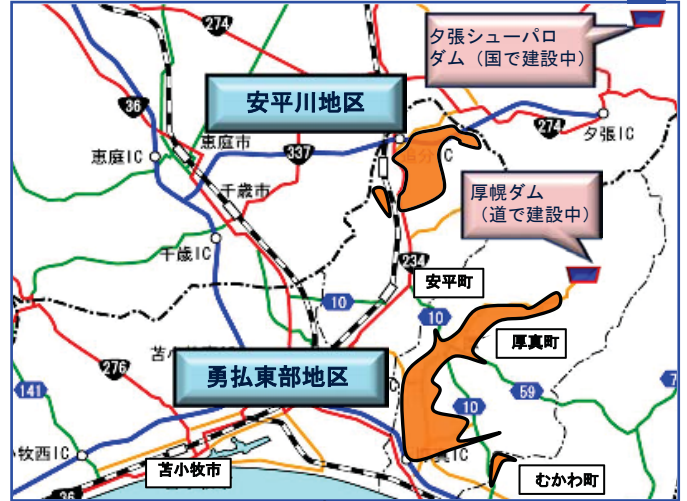 274
夕張シューパロ
ダム（国で建設中）
36
安平川地区
274
夕張IC
恵庭市
恵庭IC
337
千歳市
厚幌ダム
（道で建設中）
千歳IC
234
安平町
10
10
厚真町
276
勇払東部地区
141
59
10
牧西IC
苫小牧市
むかわ町
36